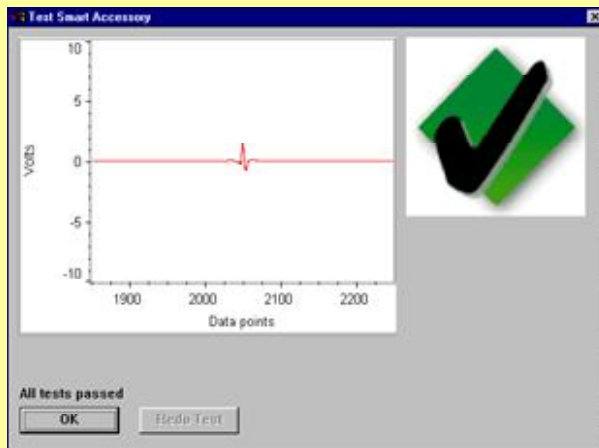 Test Smart Accessory
10
5
0
-5
-10
Volts
1900 2000 2100 2200
Data points
All tests passed
OK Redo Test